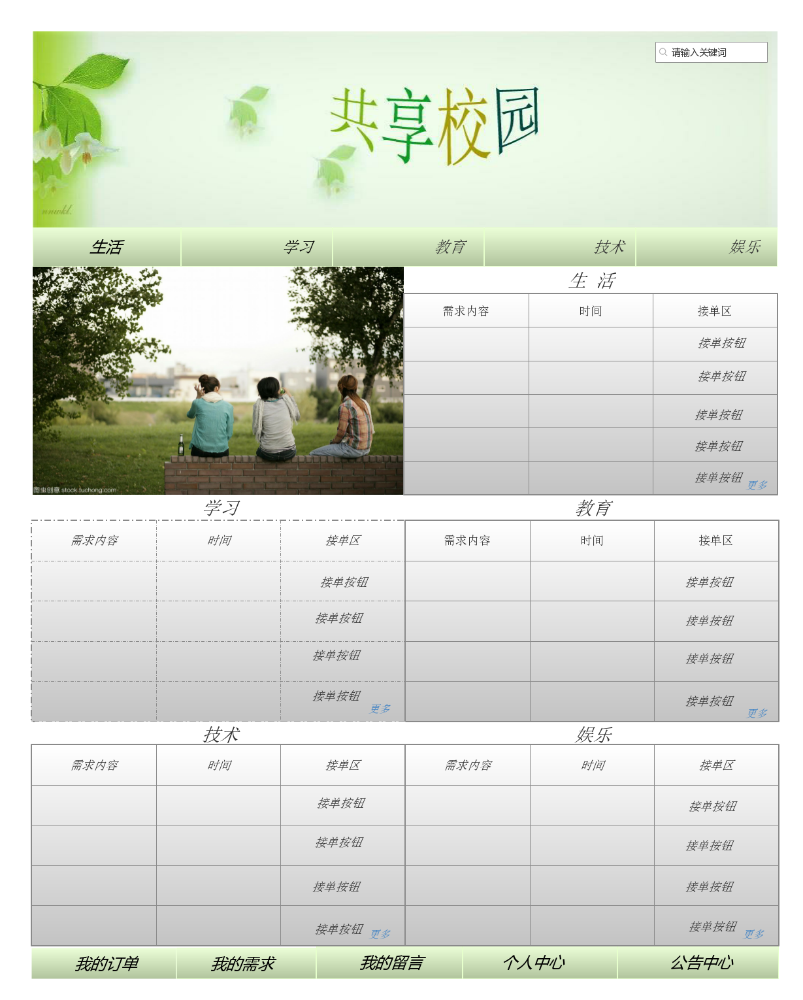 请输入关键词
共享校园
nnwkl.
生活 学习 教育 技术 娱乐
生 活
需求内容 时间 接单区
接单按钮
接单按钮
接单按钮
接单按钮
接单按钮 更多
图虫创意 stock.tuchong.com
学习
需求内容 时间 接单区
接单按钮
接单按钮
接单按钮
接单按钮
更多
教育
需求内容 时间 接单区
接单按钮
接单按钮
接单按钮
接单按钮
更多
技术
需求内容 时间 接单区
接单按钮
接单按钮
接单按钮
接单按钮 更多
娱乐
需求内容 时间 接单区
接单按钮
接单按钮
接单按钮
接单按钮 更多
我的订单 我的需求 我的留言 个人中心 公告中心